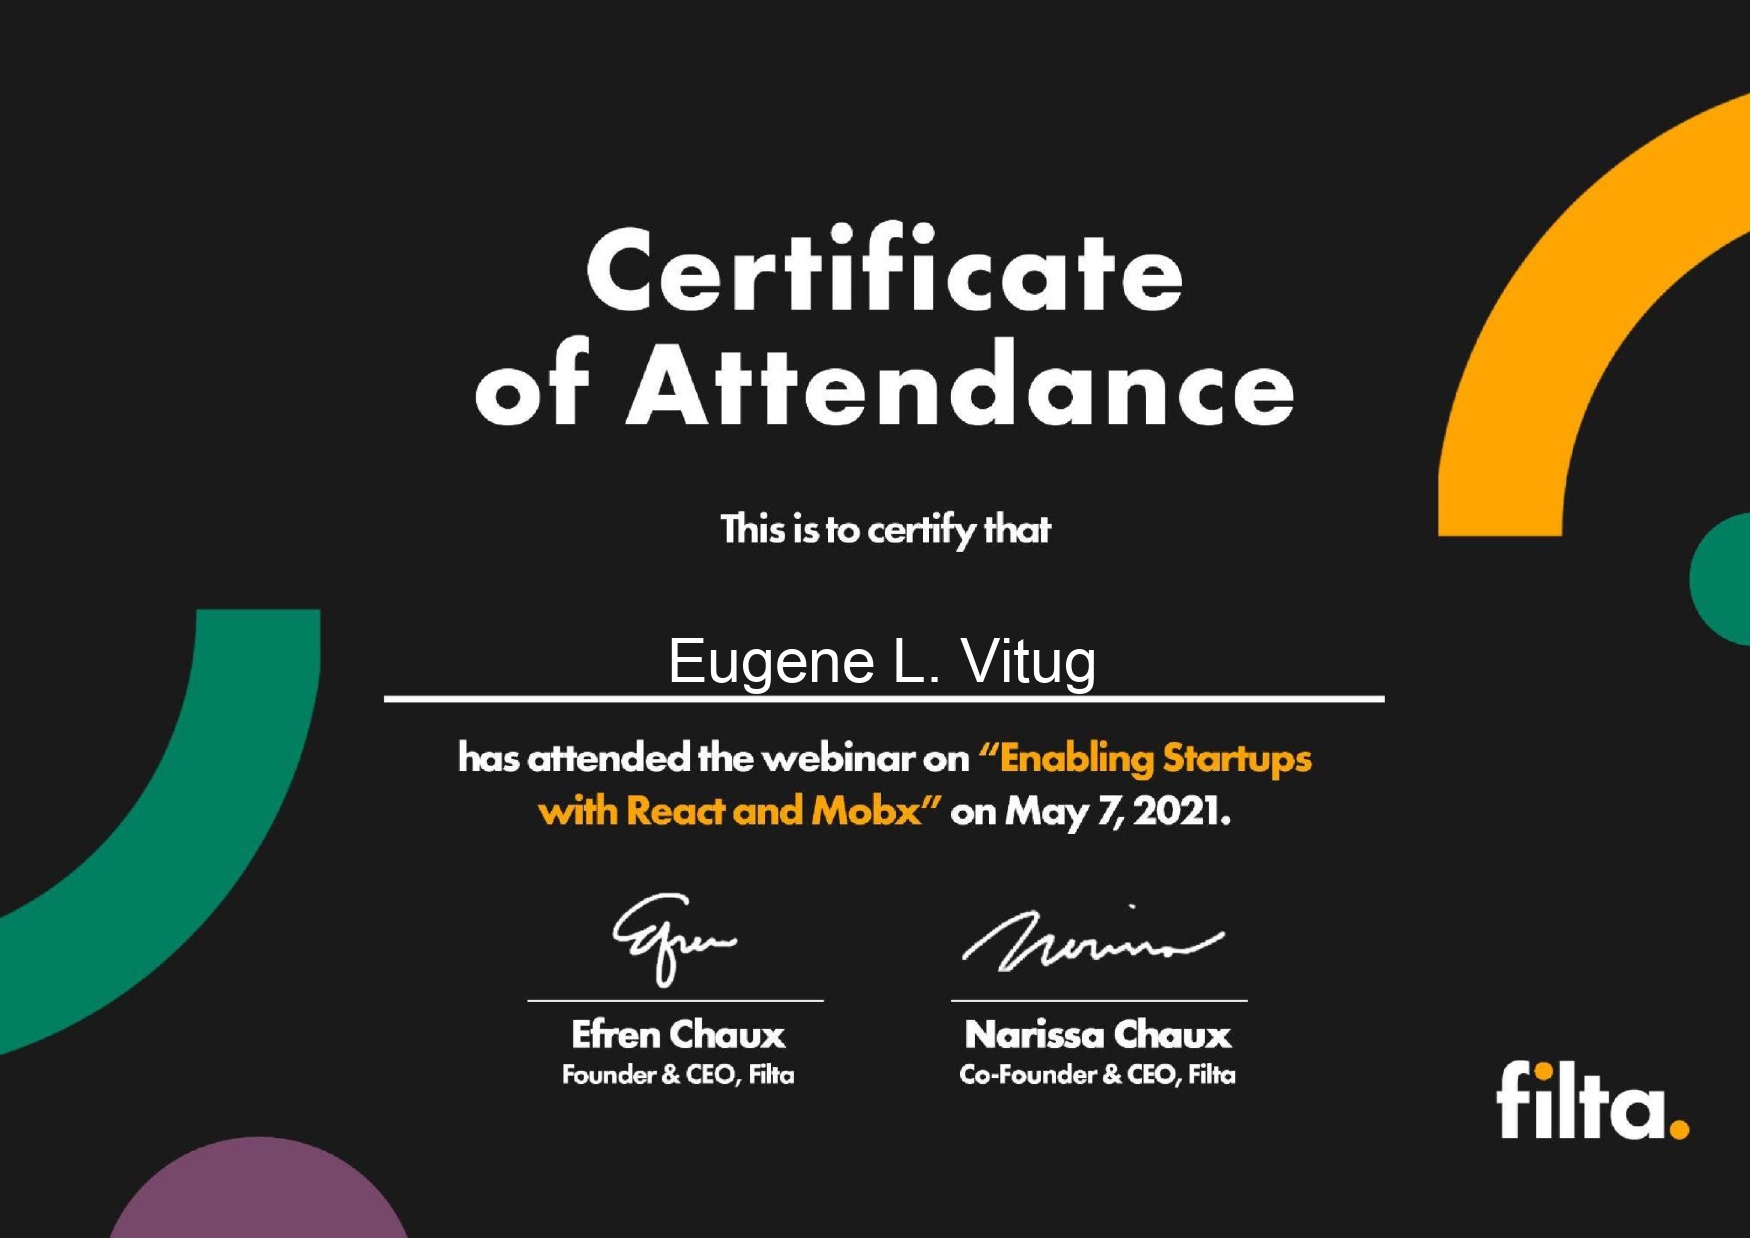 Certificate
of Attendance
This is to certify that
Eugene L. Vitug
has attended the webinar on “Enabling Startups
with React and Mobx” on May 7, 2021.
Efren
Narissa
Efren Chaux
Narissa Chaux
Founder & CEO, Filta
Co-Founder & CEO, Filta
filta.